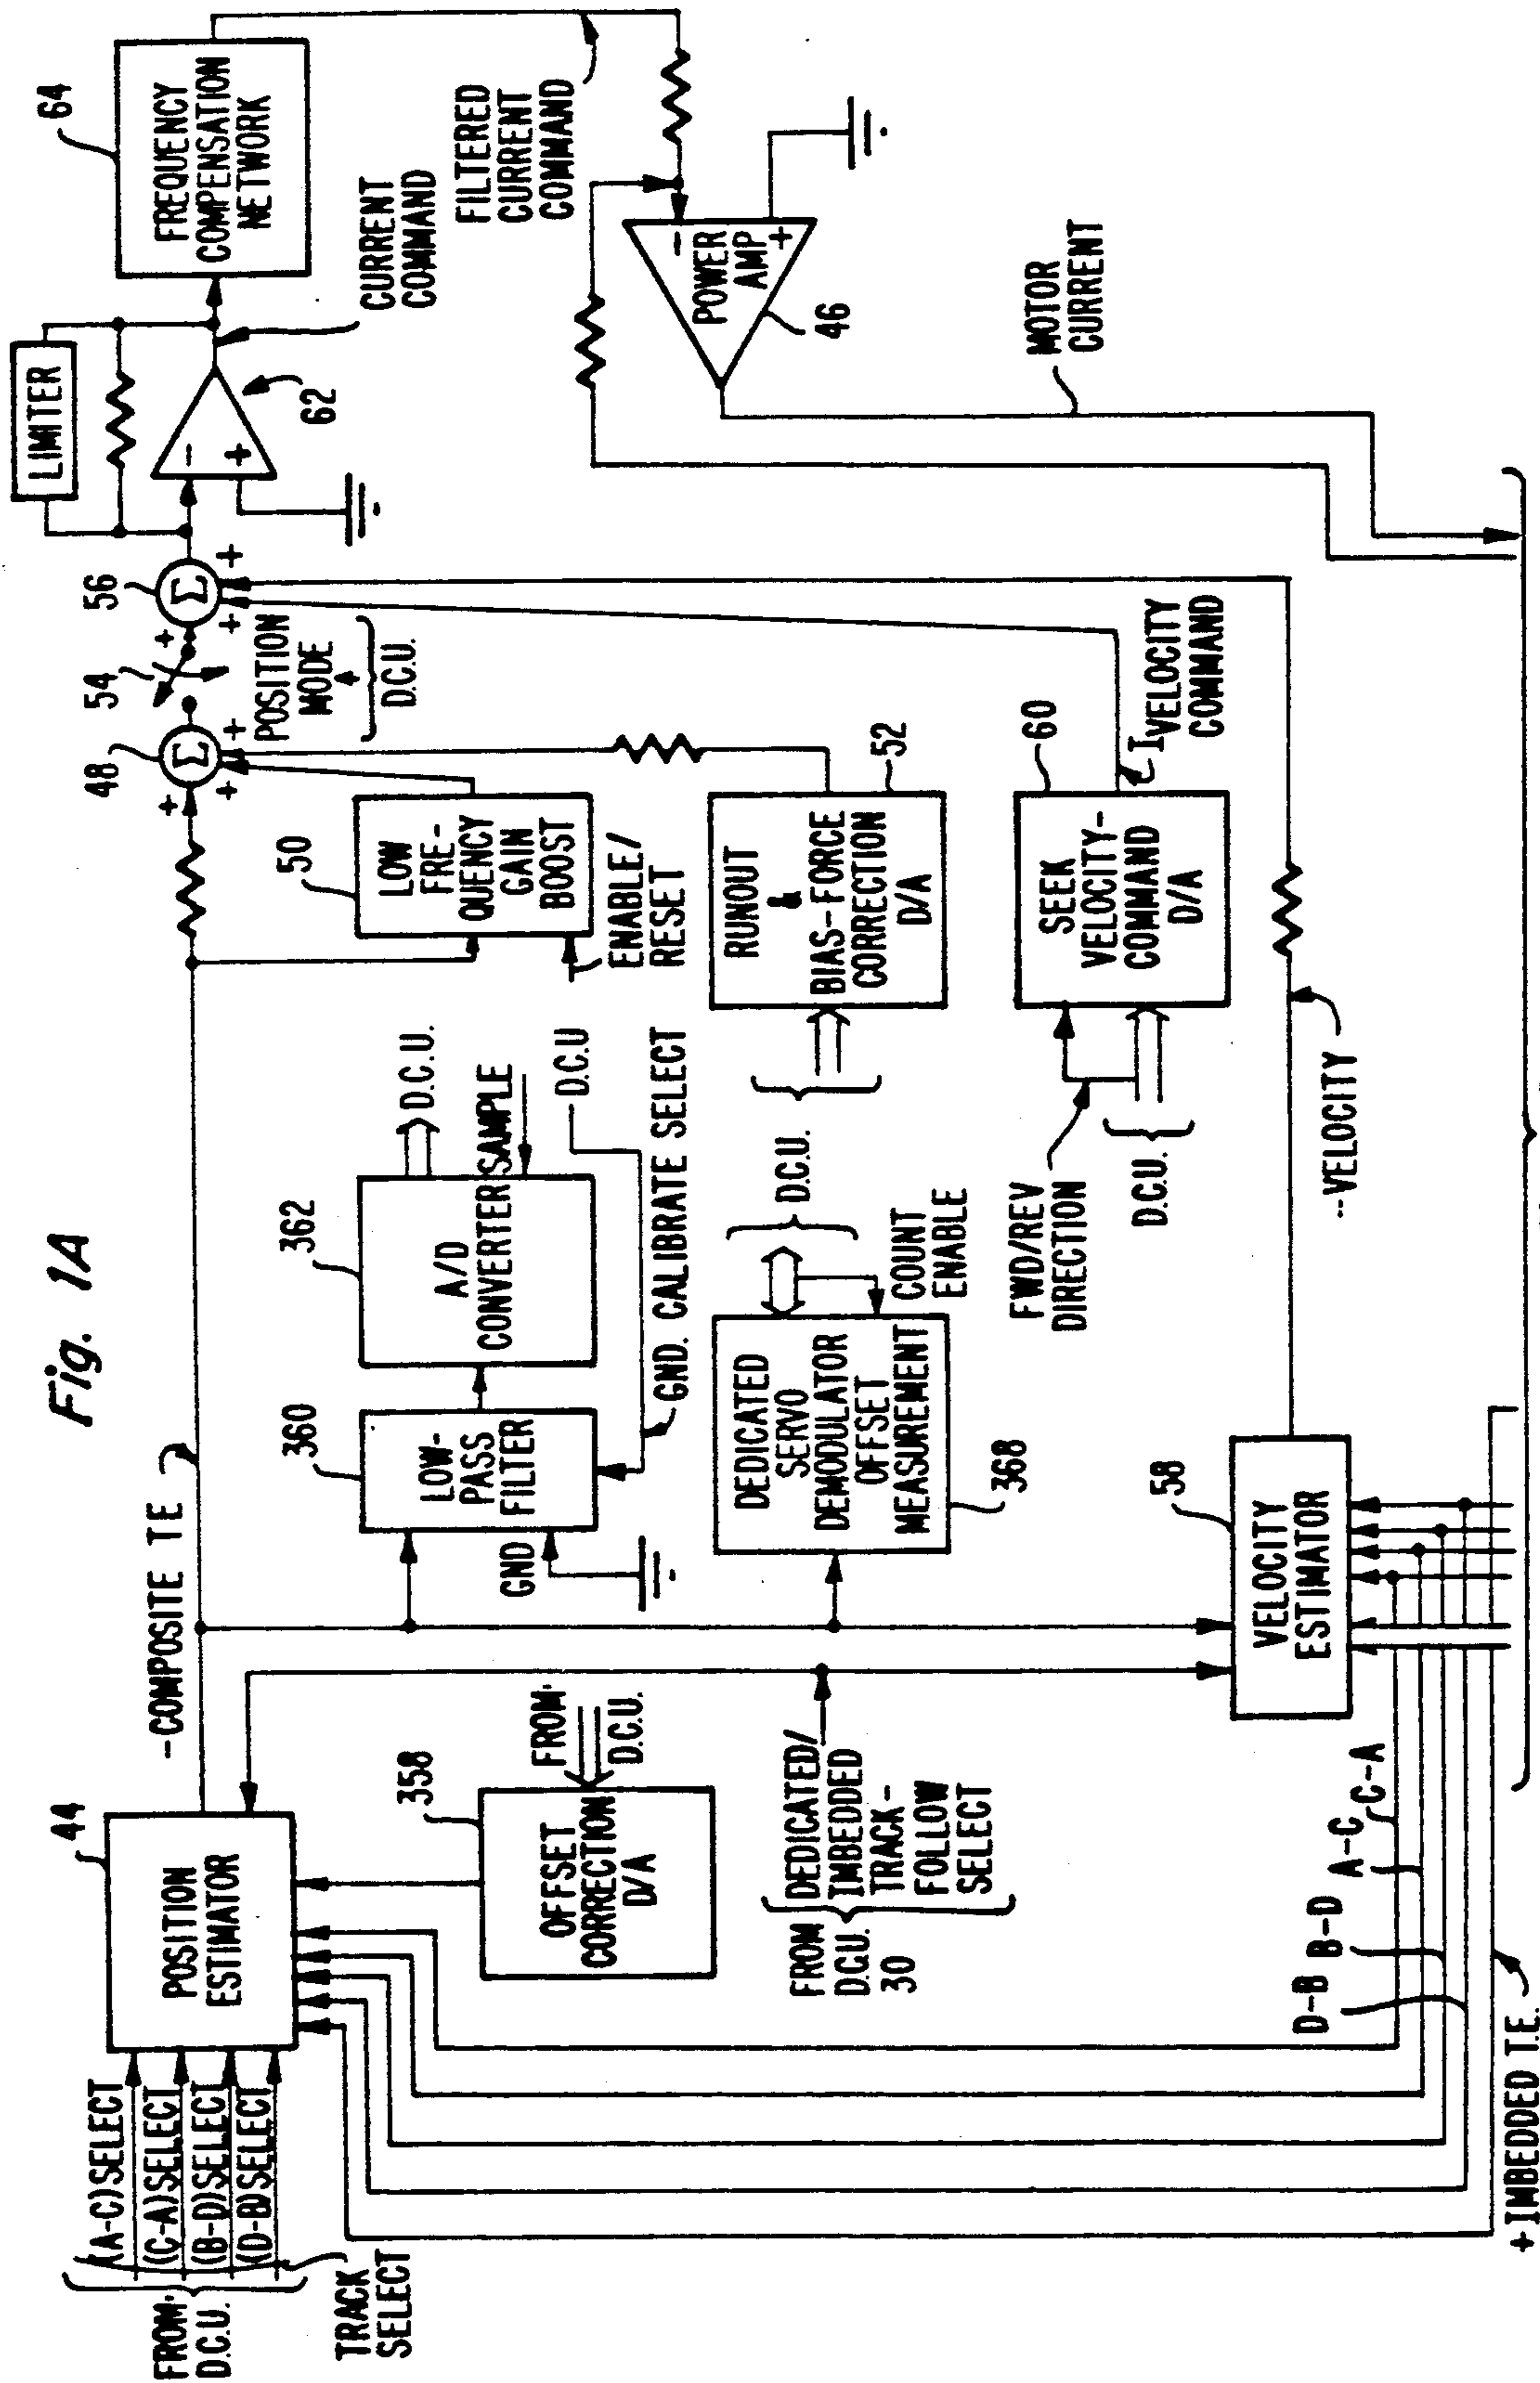 Fig. 1A
FROM
D.C.U.
(A-C)SELECT
(C-A)SELECT
(B-D)SELECT
(D-B)SELECT
TRACK
SELECT
44
POSITION
ESTIMATOR
-COMPOSITE TE
358
OFFSET
CORRECTION
D/A
FROM
D.C.U.
FROM
D.C.U.
30
DEDICATED/
IMBEDDED
TRACK-
FOLLOW
SELECT
360
LOW-
PASS
FILTER
GND
362
A/D
CONVERTER
SAMPLE
D.C.U.
D.C.U
GND. CALIBRATE SELECT
DEDICATED
SERVO
DEMODULATOR
OFFSET
MEASUREMENT
368
D.C.U.
COUNT
ENABLE
50
LOW
FRE-
QUENCY
GAIN
BOOST
ENABLE/
RESET
RUNOUT
&
BIAS-FORCE
CORRECTION
D/A
52
60
SEEK
VELOCITY-
COMMAND
D/A
FWD/REV
DIRECTION
D.C.U.
I VELOCITY
COMMAND
48
Σ
+
+
+
54
POSITION
MODE
D.C.U.
56
Σ
+
+
+
LIMITER
-
+
62
CURRENT
COMMAND
64
FREQUENCY
COMPENSATION
NETWORK
FILTERED
CURRENT
COMMAND
-
+
POWER
AMP
46
MOTOR
CURRENT
58
VELOCITY
ESTIMATOR
--VELOCITY
D-B
B-D
A-C
C-A
+IMBEDDED T.E.